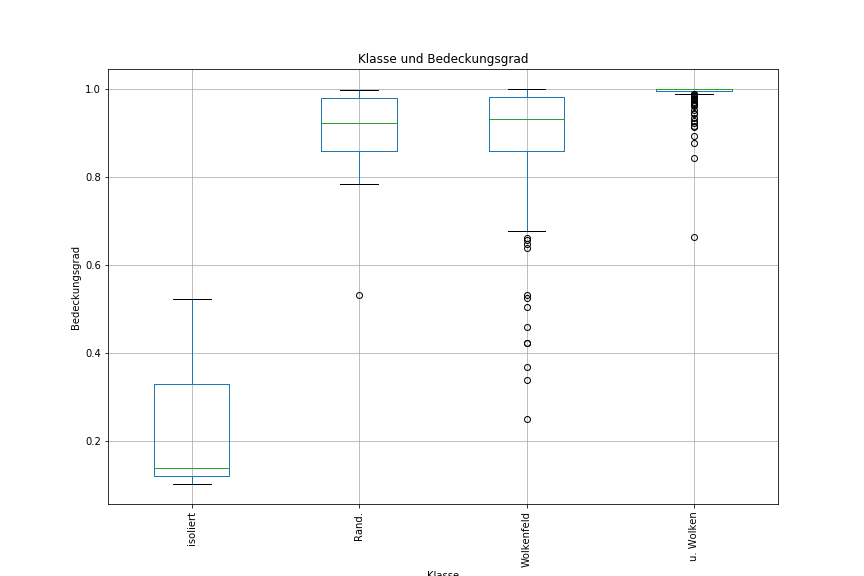 Klasse und Bedeckungsgrad
Bedeckungsgrad
1.0
0.8
0.6
0.4
0.2
isoliert
Rand.
Wolkenfeld
u. Wolken
Klasse